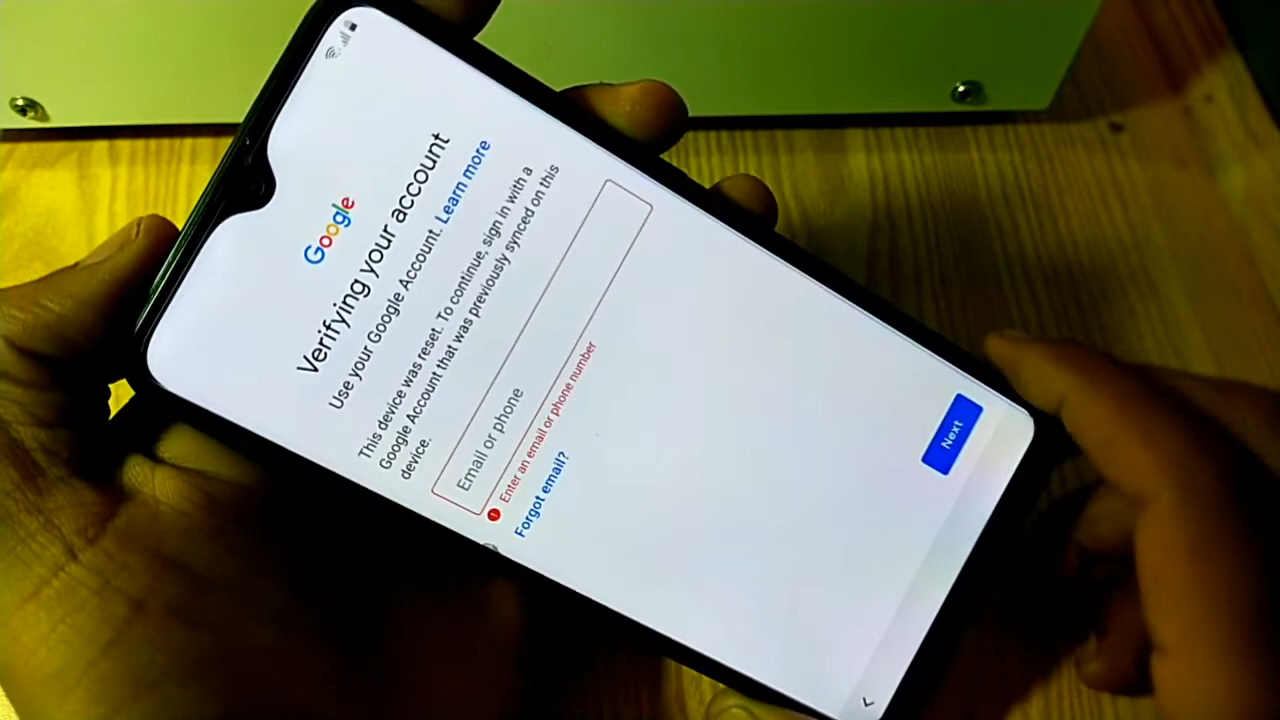 Google
Verifying your account
Use your Google Account. Learn more
This device was reset. To continue, sign in with a
Google Account that was previously synced on this
device.
Email or phone
Enter an email or phone number
Forgot email?
Next